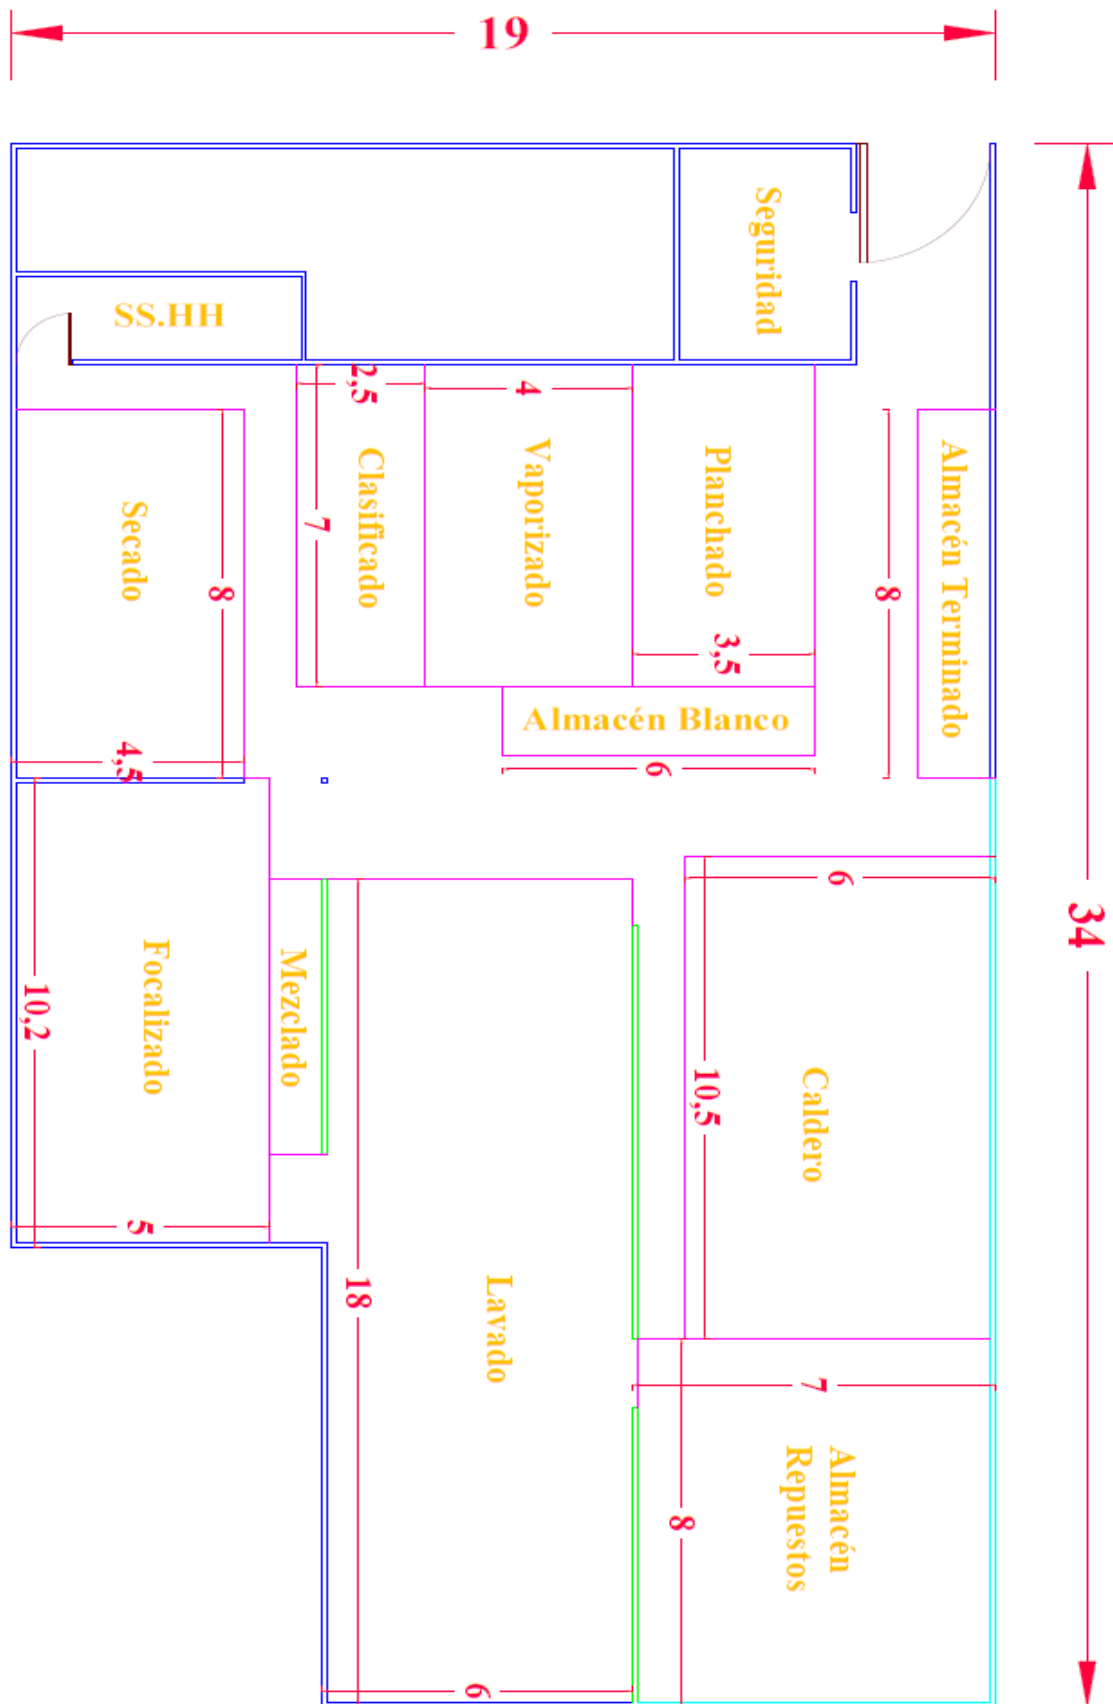 19
Seguridad
SS.HH
2,5
4
Planchado
Vaporizado
Clasificado
7
Secado
8
3,5
8
Almacén Terminado
Almacén Blanco
6
4,5
34
6
Focalizado
10,2
Mezclado
10,5
Caldero
5
18
Lavado
7
Almacén
Repuestos
8
6